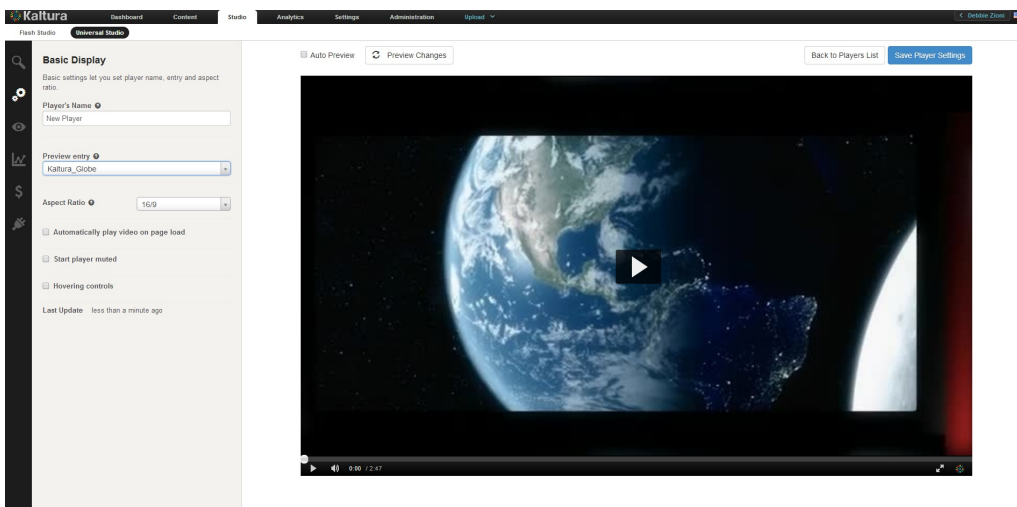 Kaltura Dashboard Content Studio Analytics Settings Administration Upload < Debbie Zioni
Flash Studio Universal Studio
Basic Display
Basic settings let you set player name, entry and aspect
ratio.
Player's Name
New Player
Preview entry
Kaltura_Globe
Aspect Ratio 16/9
Automatically play video on page load
Start player muted
Hovering controls
Last Update less than a minute ago
Auto Preview Preview Changes Back to Players List Save Player Settings
0:00 / 2:47